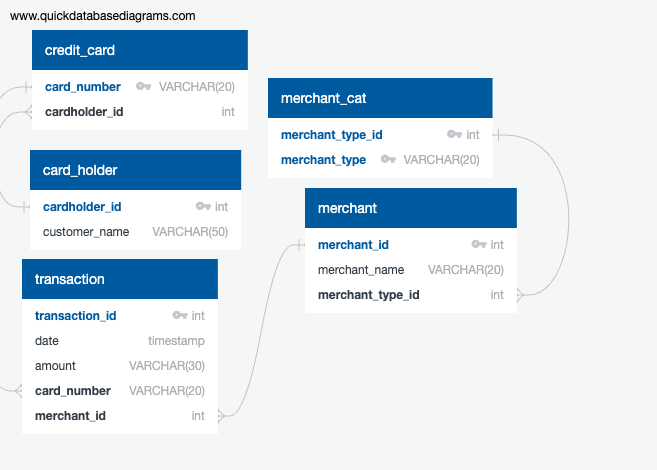 www.quickdatabasediagrams.com
credit_card
card_number VARCHAR(20)
cardholder_id int
merchant_cat
merchant_type_id int
merchant_type VARCHAR(20)
card_holder
cardholder_id int
customer_name VARCHAR(50)
merchant
merchant_id int
merchant_name VARCHAR(20)
merchant_type_id int
transaction
transaction_id int
date timestamp
amount VARCHAR(30)
card_number VARCHAR(20)
merchant_id int